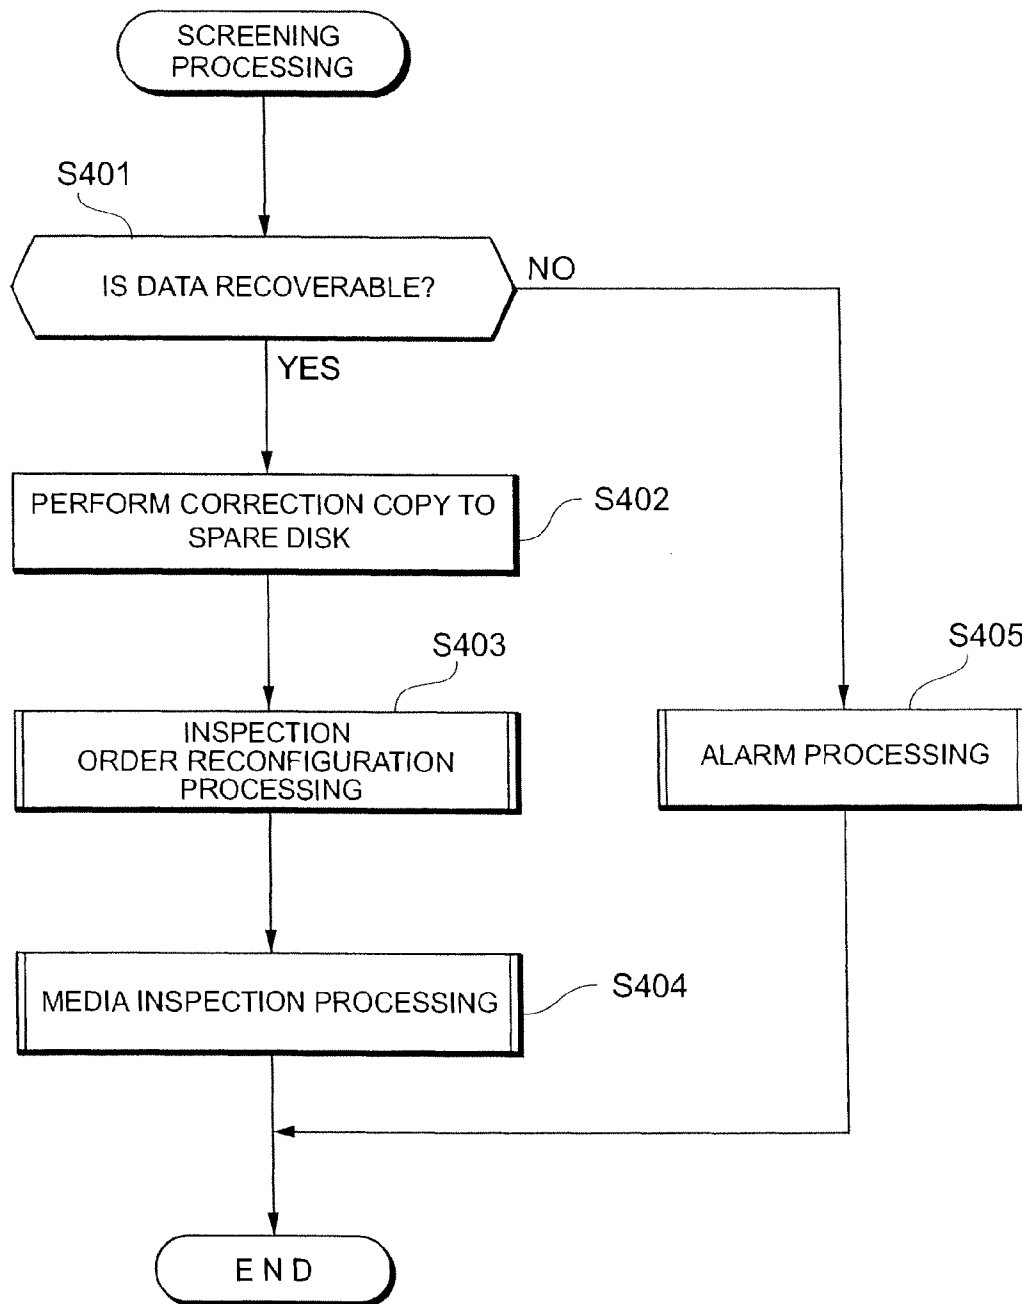 SCREENING
PROCESSING
S401
IS DATA RECOVERABLE?
NO
YES
PERFORM CORRECTION COPY TO
SPARE DISK
S402
S403
INSPECTION
ORDER RECONFIGURATION
PROCESSING
S405
ALARM PROCESSING
MEDIA INSPECTION PROCESSING
S404
END